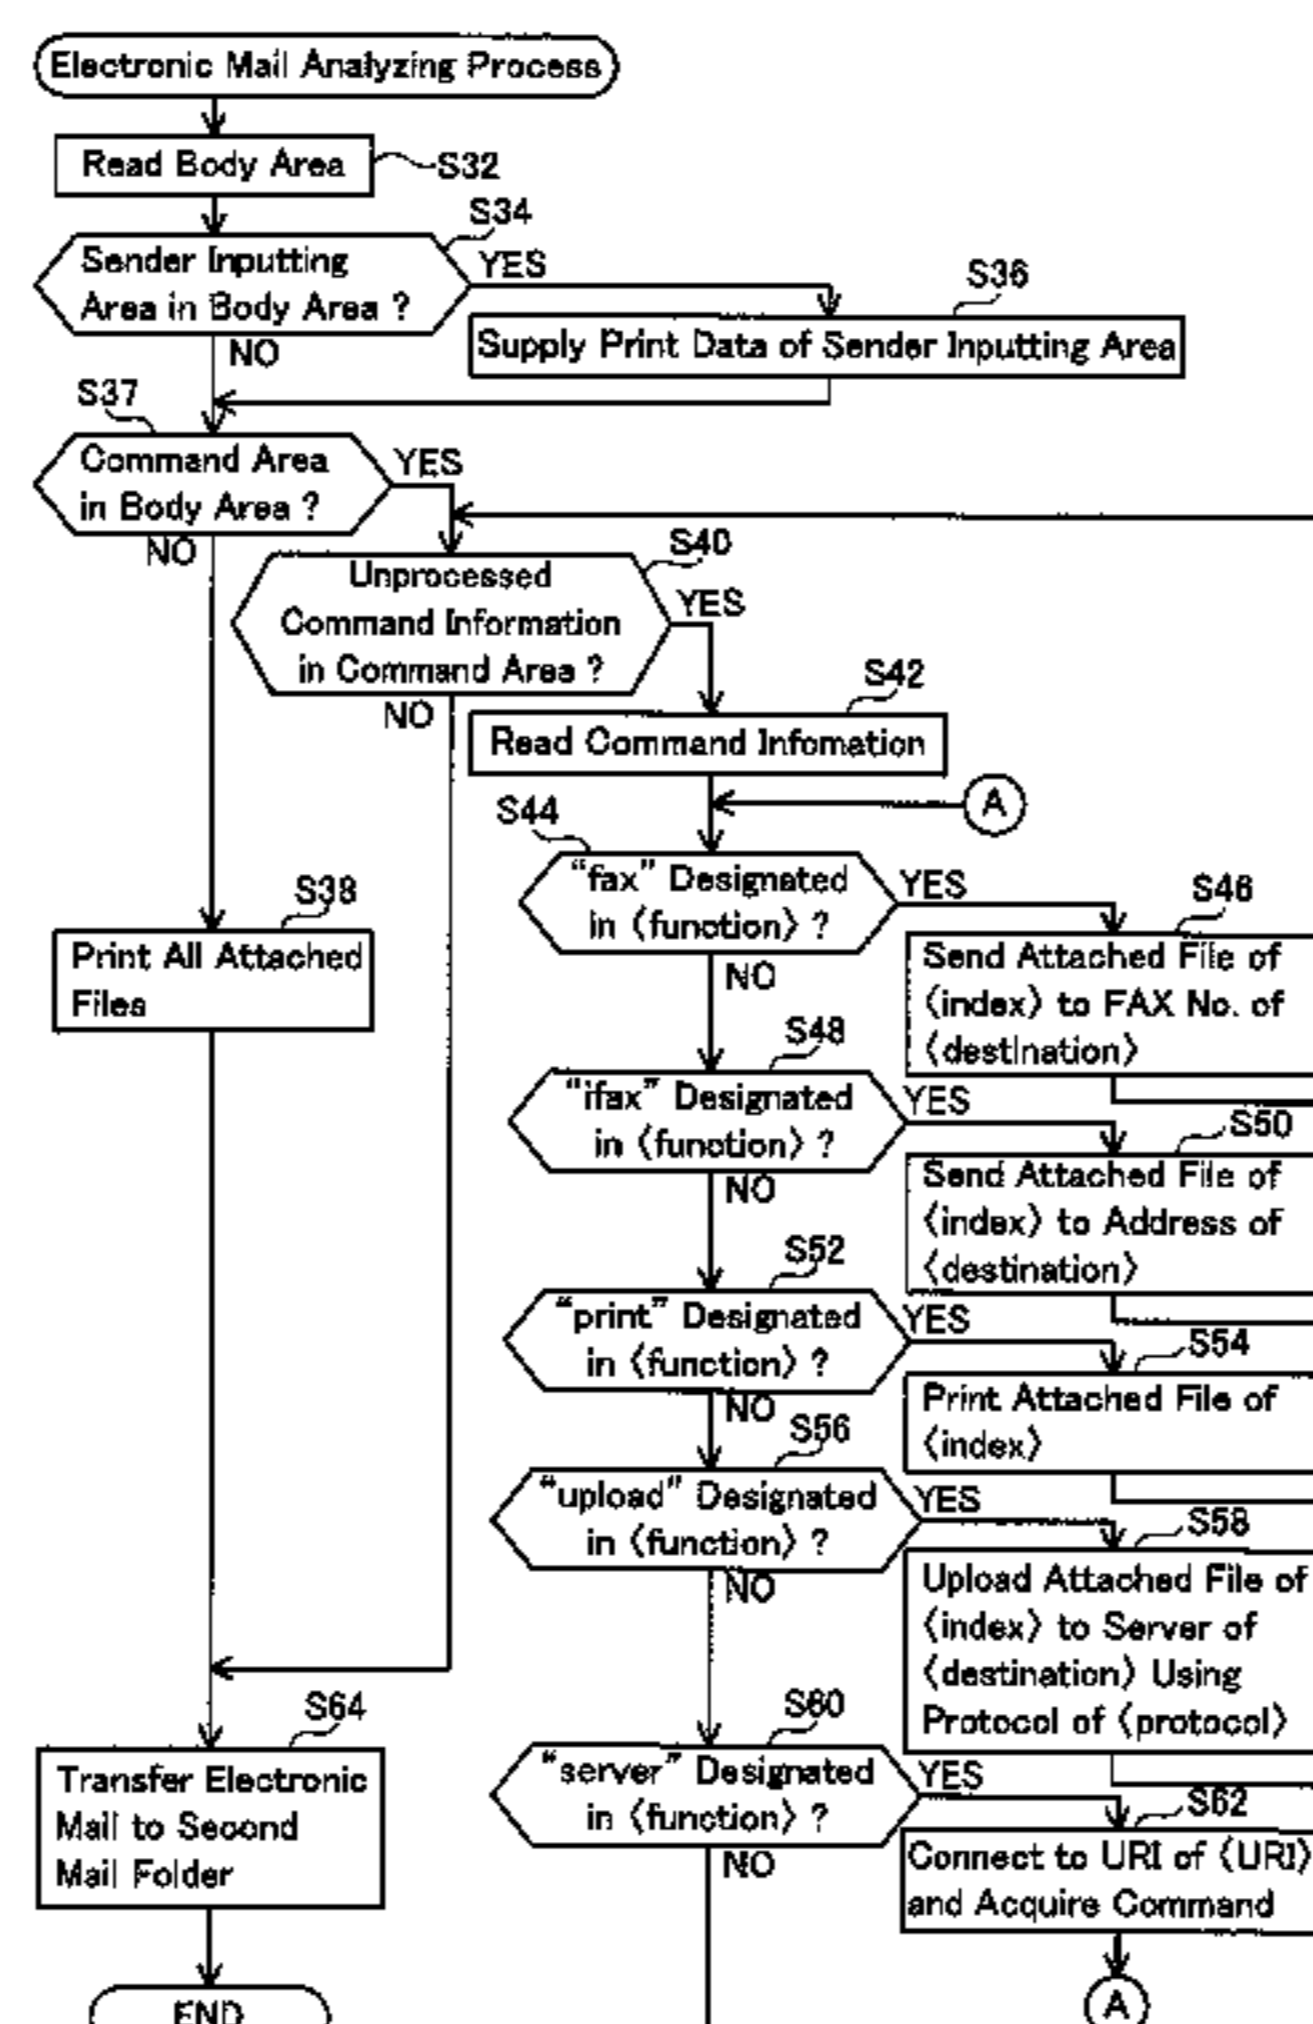 Electronic Mail Analyzing Process
Read Body Area
S32
S34
Sender Inputting
Area in Body Area ?
YES
NO
S36
Supply Print Data of Sender Inputting Area
S37
Command Area
in Body Area ?
YES
NO
S40
Unprocessed
Command Information
in Command Area ?
YES
NO
S42
Read Command Infomation
A
S44
“fax” Designated
in 〈function〉 ?
YES
NO
S46
Send Attached File of
〈index〉 to FAX No. of
〈destination〉
S38
Print All Attached
Files
S48
“ifax” Designated
in 〈function〉 ?
YES
NO
S50
Send Attached File of
〈index〉 to Address of
〈destination〉
S52
“print” Designated
in 〈function〉 ?
YES
NO
S54
Print Attached File of
〈index〉
S56
“upload” Designated
in 〈function〉 ?
YES
NO
S58
Upload Attached File of
〈index〉 to Server of
〈destination〉 Using
Protocol of 〈protocol〉
S60
“server” Designated
in 〈function〉 ?
YES
NO
S62
Connect to URI of 〈URI〉
and Acquire Command
A
S64
Transfer Electronic
Mail to Second
Mail Folder
END